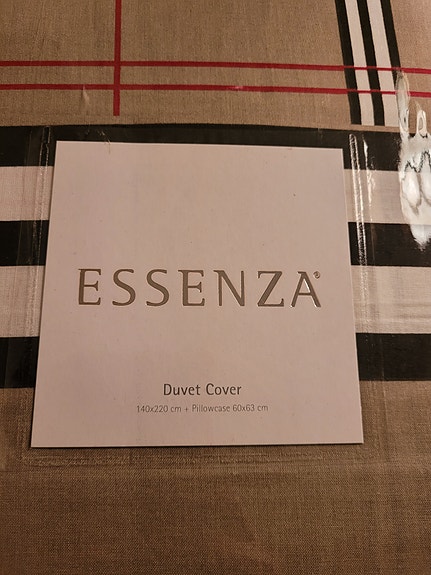 ESSENZA®
Duvet Cover
140x220 cm + Pillowcase 60x63 cm